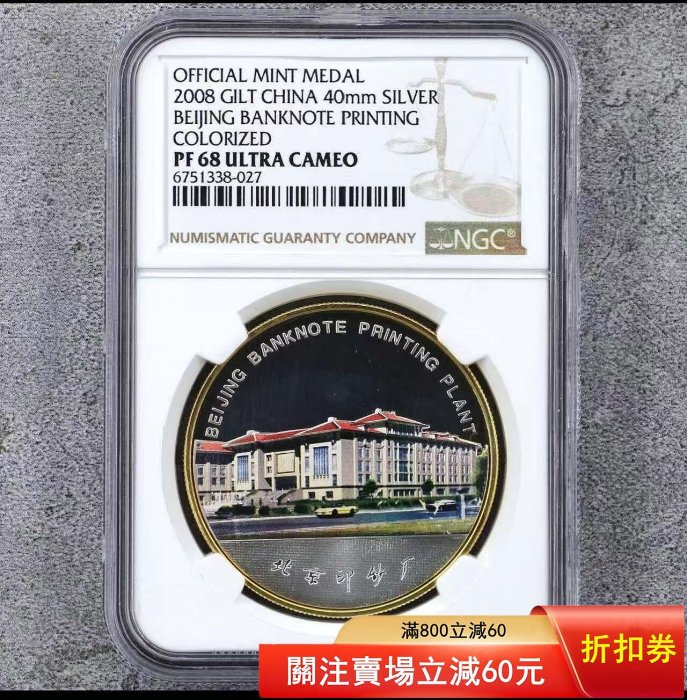 OFFICIAL MINT MEDAL
2008 GILT CHINA 40mm SILVER
BEIJING BANKNOTE PRINTING
COLORIZED
PF 68 ULTRA CAMEO
6751338-027
NUMISMATIC GUARANTY COMPANY
NGC®
BEIJING BANKNOTE PRINTING PLANT
北京印钞厂
滿800立減60
關注賣場立減60元
折扣券